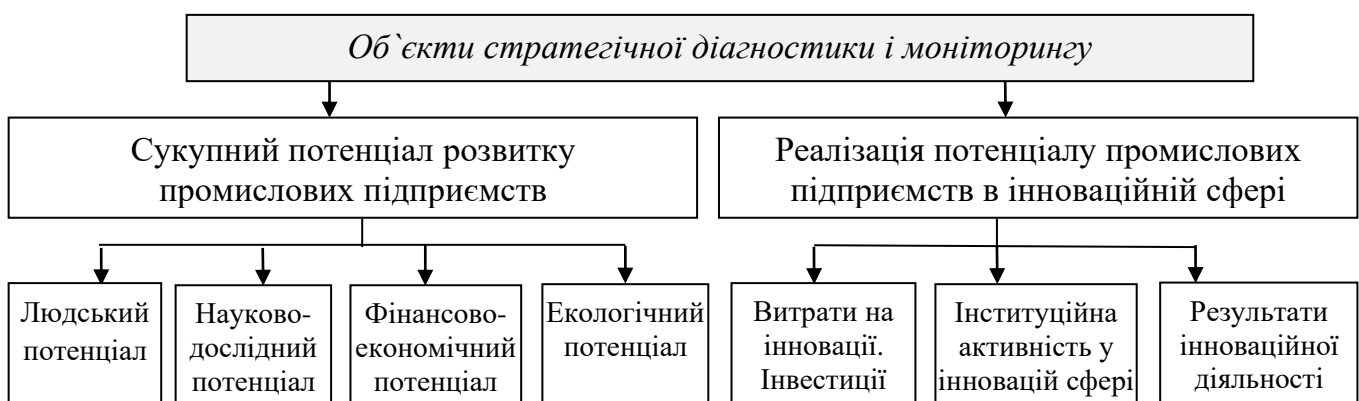 Об`єкти стратегічної діагностики і моніторингу
Сукупний потенціал розвитку
промислових підприємств
Реалізація потенціалу промислових
підприємств в інноваційній сфері
Людський
потенціал
Науково-
дослідний
потенціал
Фінансово-
економічний
потенціал
Екологічний
потенціал
Витрати на
інновації.
Інвестиції
Інституційна
активність у
інновацій сфері
Результати
інноваційної
діяльності